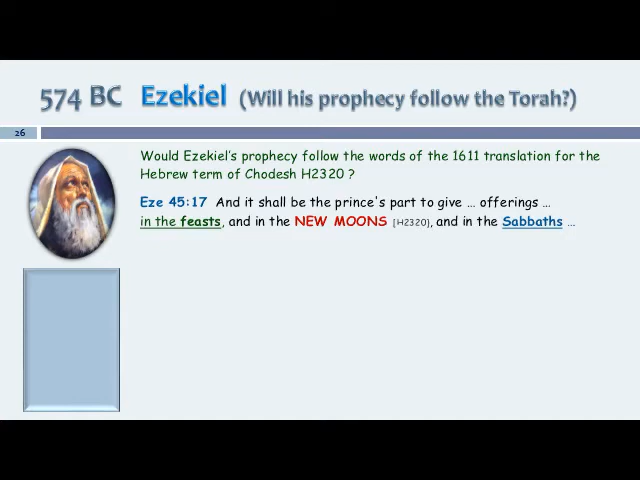 574 BC Ezekiel (Will his prophecy follow the Torah?)
26
Would Ezekiel's prophecy follow the words of the 1611 translation for the
Hebrew term of Chodesh H2320 ?
Eze 45:17 And it shall be the prince's part to give … offerings …
in the feasts, and in the NEW MOONS [H2320], and in the Sabbaths …